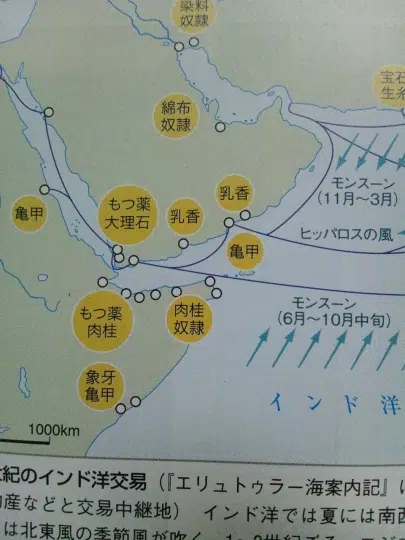 染料
奴隷
宝石
生糸
綿布
奴隷
モンスーン
(11月〜3月)
もつ薬
大理石
乳香
乳香
亀甲
ヒッパロスの風
亀甲
もつ薬
肉桂
肉桂
奴隷
モンスーン
(6月〜10月中旬)
象牙
亀甲
インド洋
1000km
紀のインド洋交易(『エリュトゥラー海案内記』に
産などと交易中継地) インド洋では夏には南西
は北東風の季節風が吹く